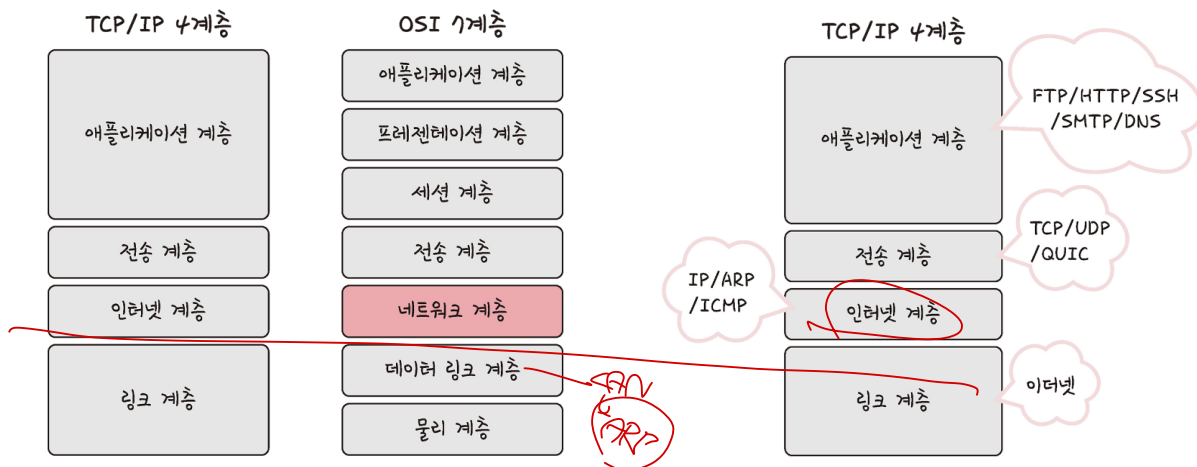 TCP/IP 4계층
애플리케이션 계층
전송 계층
인터넷 계층
링크 계층
OSI 7계층
애플리케이션 계층
프레젠테이션 계층
세션 계층
전송 계층
네트워크 계층
데이터 링크 계층
물리 계층
ARP
TCP/IP 4계층
애플리케이션 계층
전송 계층
인터넷 계층
링크 계층
FTP/HTTP/SSH
/SMTP/DNS
TCP/UDP
/QUIC
IP/ARP
/ICMP
이더넷